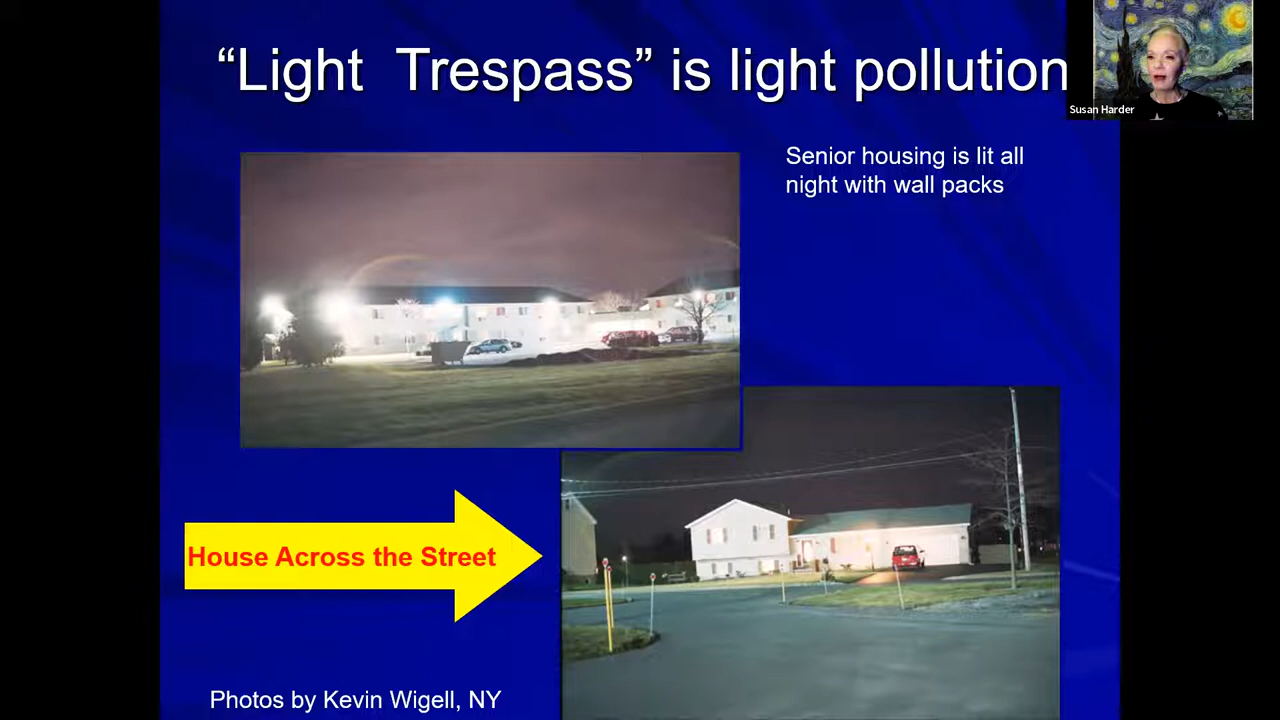 “Light Trespass” is light pollution
Susan Harder
Senior housing is lit all
night with wall packs
House Across the Street
Photos by Kevin Wigell, NY